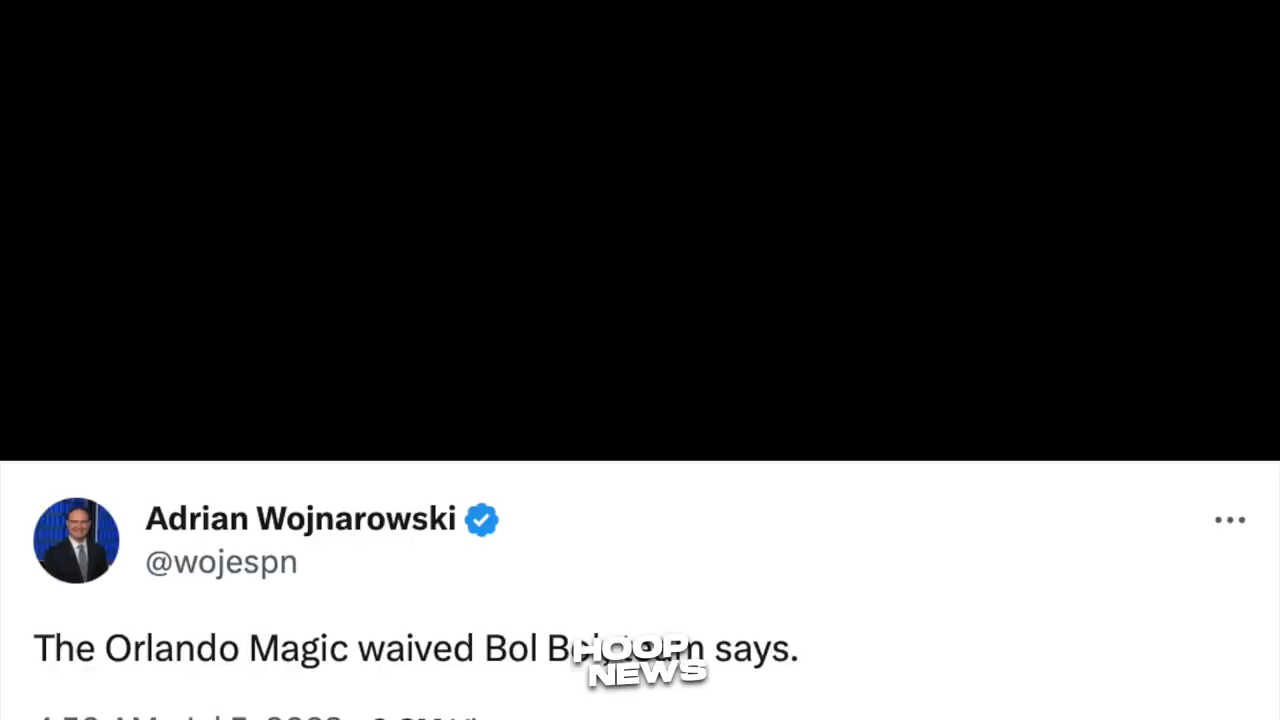 Adrian Wojnarowski
@wojespn
The Orlando Magic waived Bol says.
HOOP
NEWS